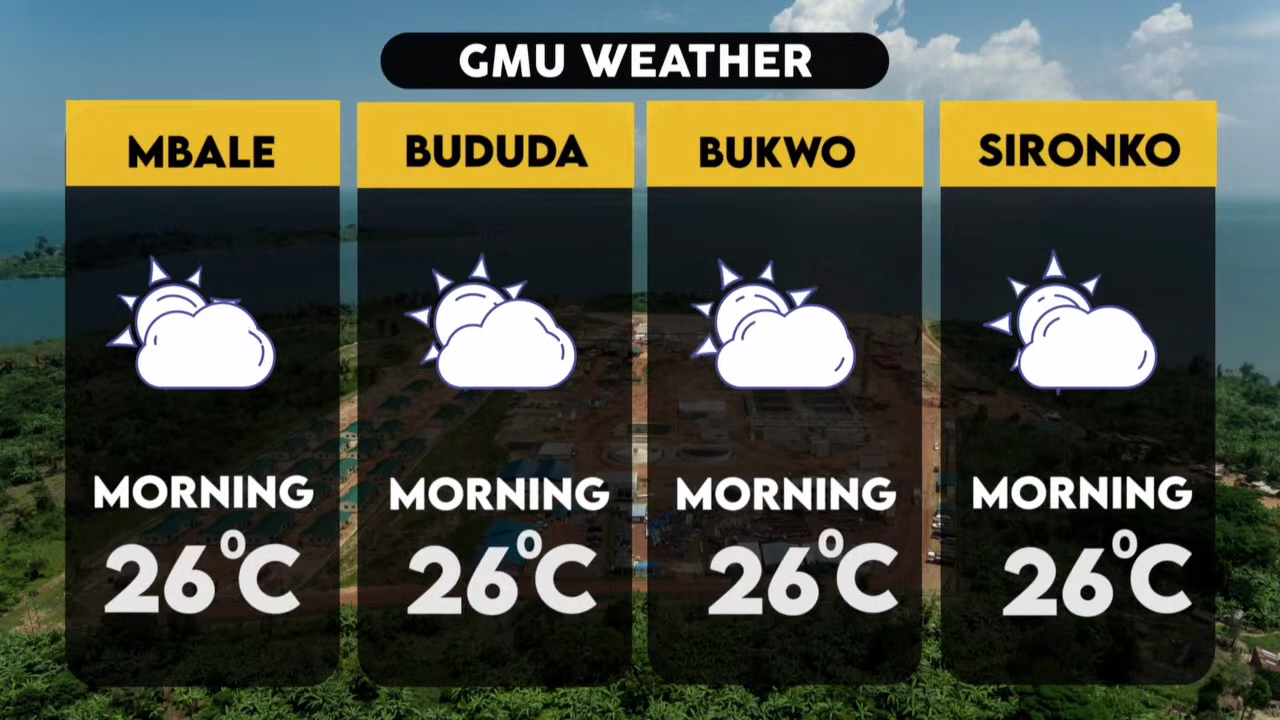 GMU WEATHER
MBALE
BUDUDA
BUKWO
SIRONKO
MORNING
MORNING
MORNING
MORNING
26°C
26°C
26°C
26°C